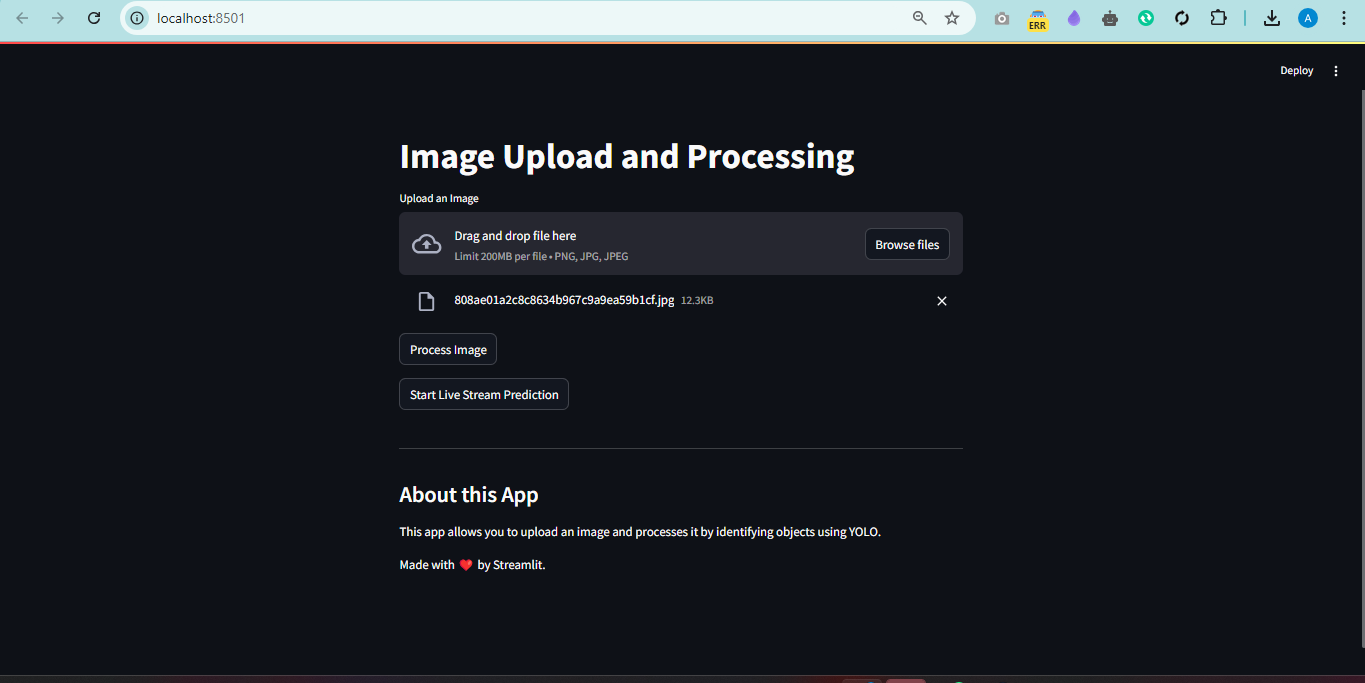 localhost:8501
ERR
A
Deploy
Image Upload and Processing
Upload an Image
Drag and drop file here
Limit 200MB per file • PNG, JPG, JPEG
Browse files
808ae01a2c8c8634b967c9a9ea59b1cf.jpg 12.3KB
Process Image
Start Live Stream Prediction
About this App
This app allows you to upload an image and processes it by identifying objects using YOLO.
Made with ❤️ by Streamlit.